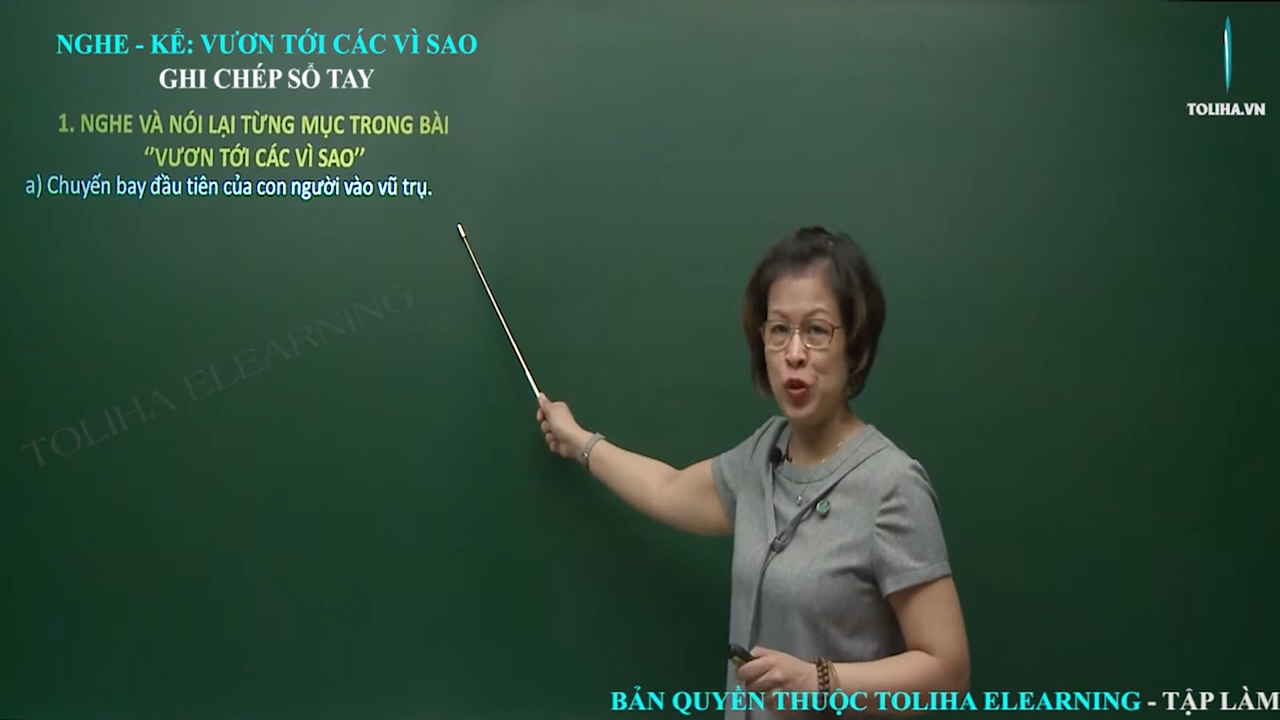 NGHE - KỂ: VƯƠN TỚI CÁC VÌ SAO
GHI CHÉP SỔ TAY
1. NGHE VÀ NÓI LẠI TỪNG MỤC TRONG BÀI
‘’VƯƠN TỚI CÁC VÌ SAO’’
a) Chuyến bay đầu tiên của con người vào vũ trụ.
TOLIHA.VN
TOLIHA ELEARNING
BẢN QUYỀN THUỘC TOLIHA ELEARNING - TẬP LÀM